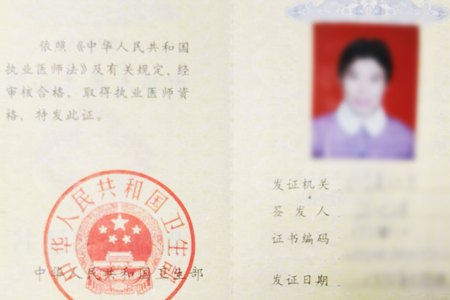 依照《中华人民共和国
执业医师法》及有关规定,经
审核合格,取得执业医师资
格,特发此证。
中华人民共和国卫生部
中华人民共和国卫生部
发证机关
签发人
证书编码
发证日期